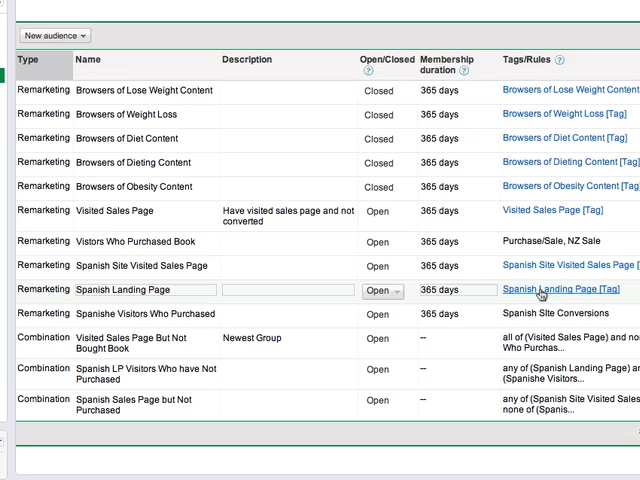 New audience
Type Name Description Open/Closed Membership duration Tags/Rules
Remarketing Browsers of Lose Weight Content Closed 365 days Browsers of Lose Weight Content
Remarketing Browsers of Weight Loss Closed 365 days Browsers of Weight Loss [Tag]
Remarketing Browsers of Diet Content Closed 365 days Browsers of Diet Content [Tag]
Remarketing Browsers of Dieting Content Closed 365 days Browsers of Dieting Content [Tag]
Remarketing Browsers of Obesity Content Closed 365 days Browsers of Obesity Content [Tag
Remarketing Visited Sales Page Have visited sales page and not converted Open 365 days Visited Sales Page [Tag]
Remarketing Vistors Who Purchased Book Open 365 days Purchase/Sale, NZ Sale
Remarketing Spanish Site Visited Sales Page Open 365 days Spanish Site Visited Sales Page [
Remarketing Spanish Landing Page Open 365 days Spanish Landing Page [Tag]
Remarketing Spanishe Visitors Who Purchased Open 365 days Spanish SIte Conversions
Combination Visited Sales Page But Not Bought Book Newest Group Open -- all of (Visited Sales Page) and no Who Purchas...
Combination Spanish LP Visitors Who have Not Purchased Open -- any of (Spanish Landing Page) an (Spanishe Visitors...
Combination Spanish Sales Page but Not Purchased Open -- any of (Spanish Site Visited Sales none of (Spanis...